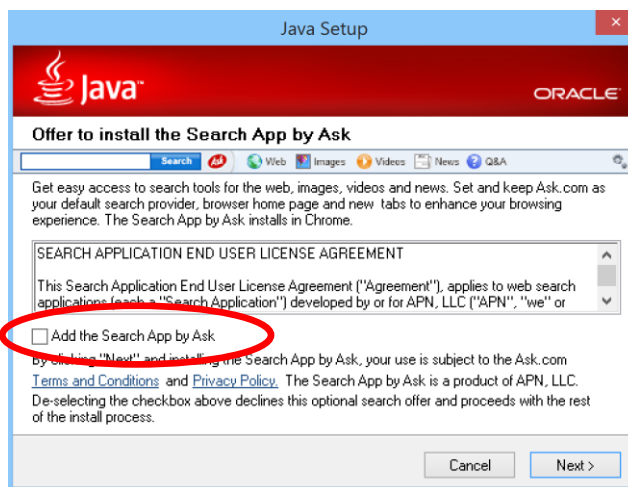 Java Setup
Java™
ORACLE®
Offer to install the Search App by Ask
Search Ask Web Images Videos News Q&A
Get easy access to search tools for the web, images, videos and news. Set and keep Ask.com as
your default search provider, browser home page and new tabs to enhance your browsing
experience. The Search App by Ask installs in Chrome.
SEARCH APPLICATION END USER LICENSE AGREEMENT
This Search Application End User License Agreement ("Agreement"), applies to web search
applications (each a "Search Application") developed by or for APN, LLC ("APN", "we" or
Add the Search App by Ask
By clicking "Next" and installing the Search App by Ask, your use is subject to the Ask.com
Terms and Conditions and Privacy Policy. The Search App by Ask is a product of APN, LLC.
De-selecting the checkbox above declines this optional search offer and proceeds with the rest
of the install process.
Cancel
Next >